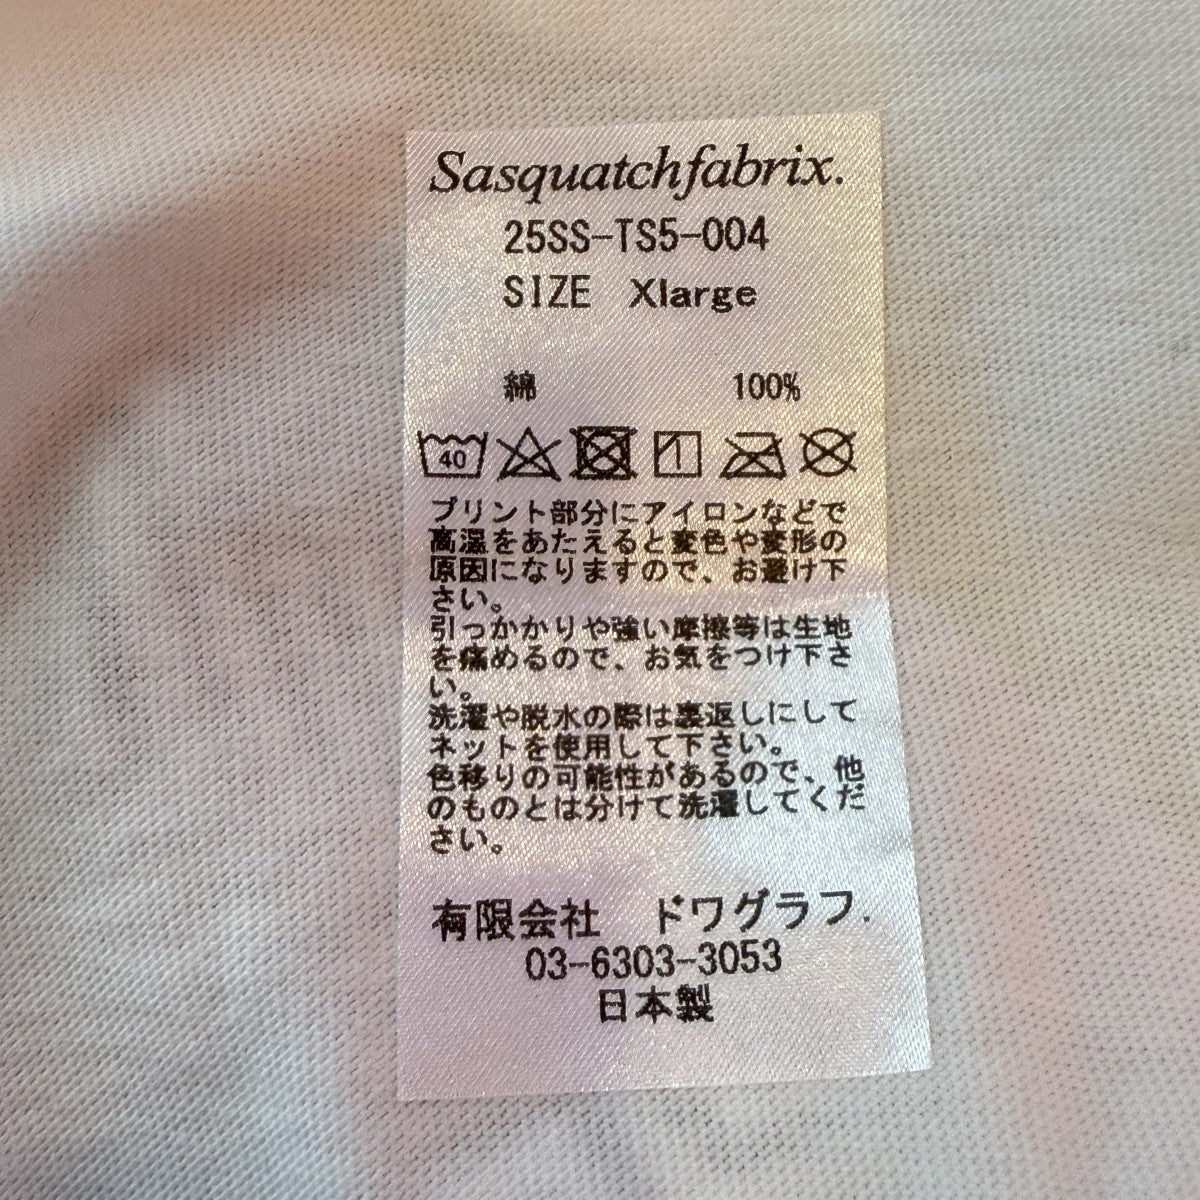 Sasquatchfabrix.
25SS-TS5-004
SIZE Xlarge
綿 100%
40
プリント部分にアイロンなどで
高温をあたえると変色や変形の
原因になりますので、お避け下
さい。
引っかかりや強い摩擦等は生地
を痛めるので、お気をつけ下さ
い。
洗濯や脱水の際は裏返しにして
ネットを使用して下さい。
色移りの可能性があるので、他
のものとは分けて洗濯してくだ
さい。
有限会社 ドワグラフ.
03-6303-3053
日本製